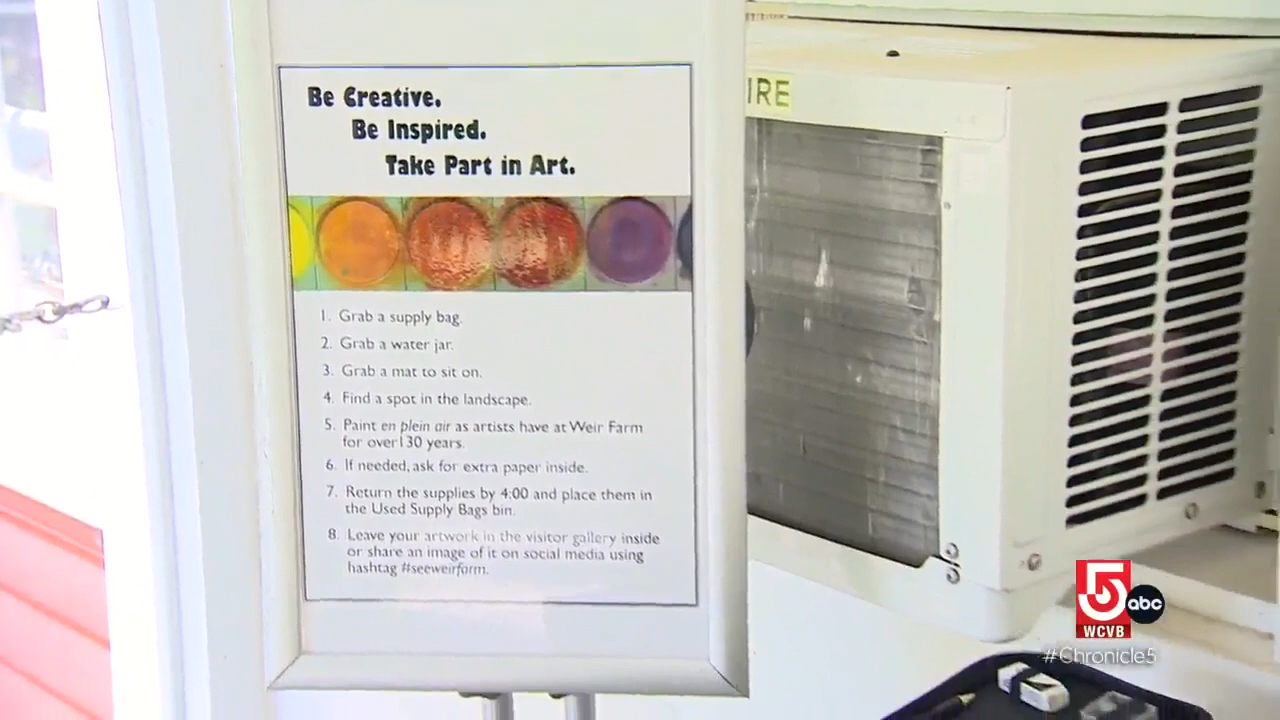 Be Creative.
Be Inspired.
Take Part in Art.
1. Grab a supply bag.
2. Grab a water jar.
3. Grab a mat to sit on.
4. Find a spot in the landscape.
5. Paint en plein air as artists have at Weir Farm
for over130 years.
6. If needed, ask for extra paper inside.
7. Return the supplies by 4:00 and place them in
the Used Supply Bags bin.
8. Leave your artwork in the visitor gallery inside
or share an image of it on social media using
hashtag #seeweirfarm.
IRE
5 abc
WCVB
#Chronicle5